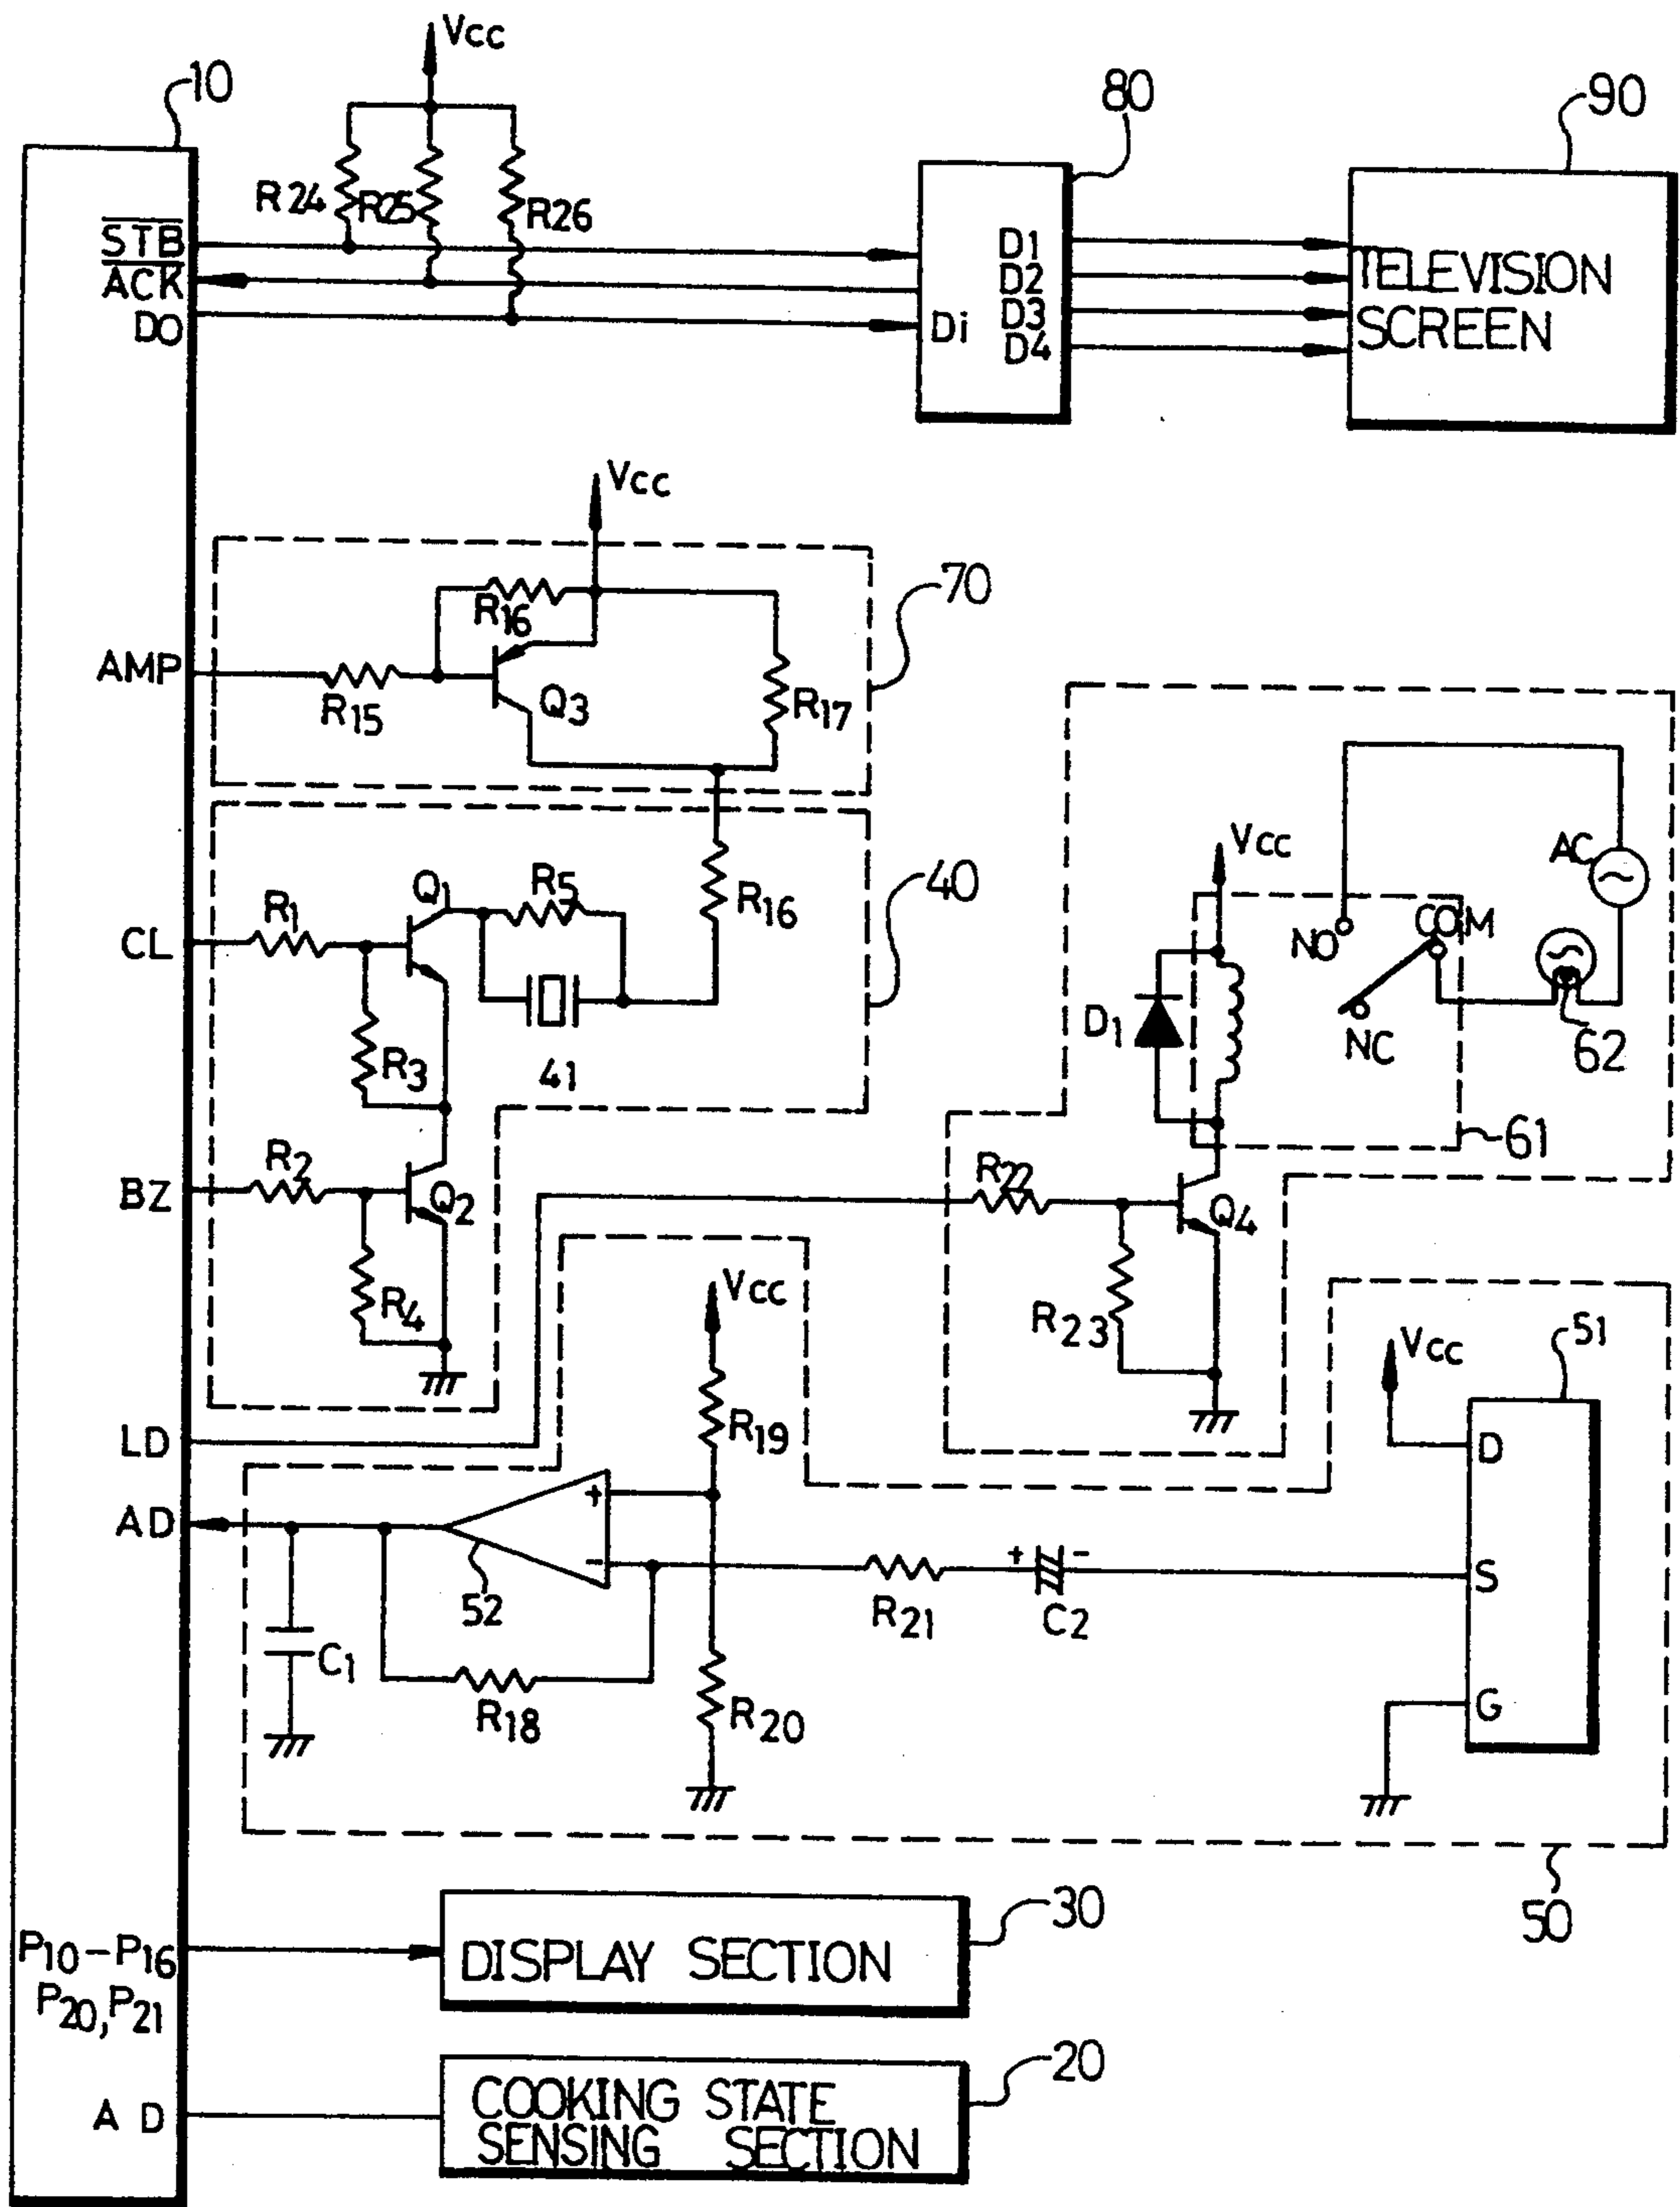 Vcc
10
80
90
R24
R25
R26
STB
ACK
DO
Di
D1
D2
D3
D4
TELEVISION
SCREEN
Vcc
70
R16
AMP
R15
Q3
R17
Vcc
AC
40
CL
R1
Q1
R5
R16
NO
COM
D1
NC
62
R3
41
61
BZ
R2
Q2
R22
Q4
R4
Vcc
R23
51
Vcc
R19
LD
D
AD
+
-
+
-
S
52
R21
C2
C1
R18
R20
G
50
30
P10-P16
DISPLAY SECTION
P20,P21
20
A D
COOKING STATE
SENSING SECTION